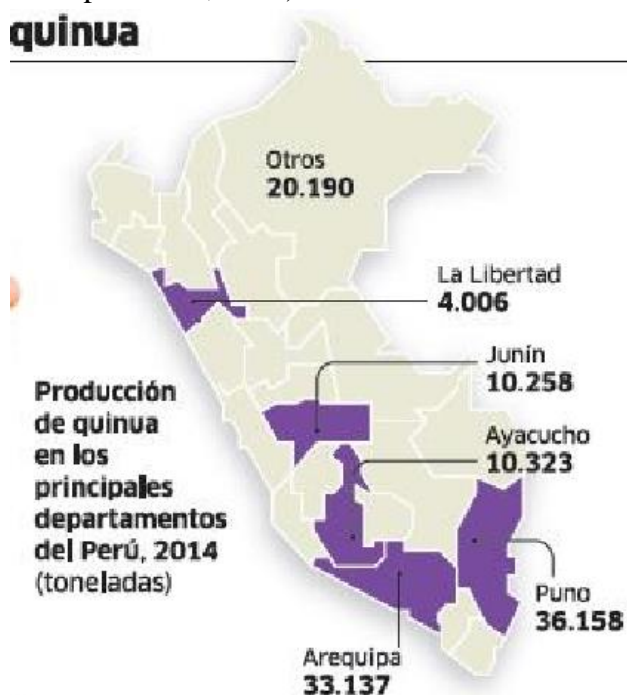 quinua
Otros
20.190
La Libertad
4.006
Junín
10.258
Ayacucho
10.323
Producción
de quinua
en los
principales
departamentos
del Perú, 2014
(toneladas)
Puno
36.158
Arequipa
33.137